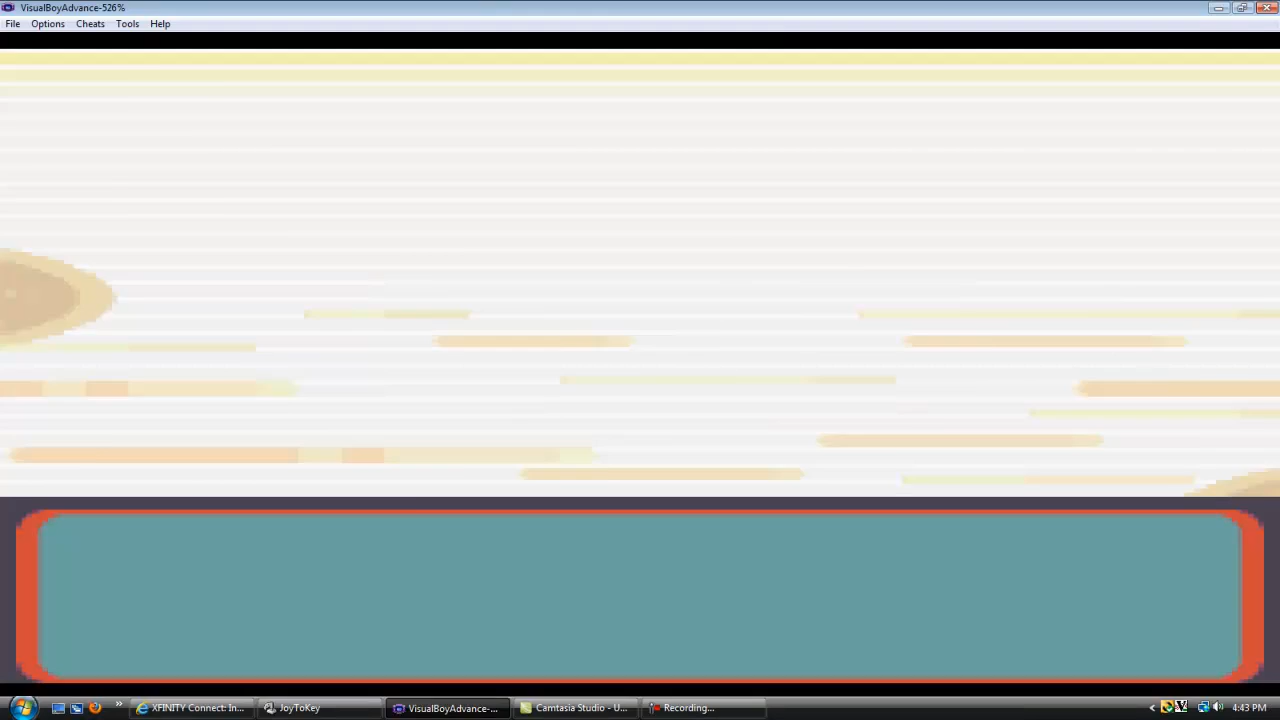 VisualBoyAdvance-526%
File Options Cheats Tools Help
XFINITY Connect: In... JoyToKey VisualBoyAdvance-... Camtasia Studio - U... Recording... 4:43 PM